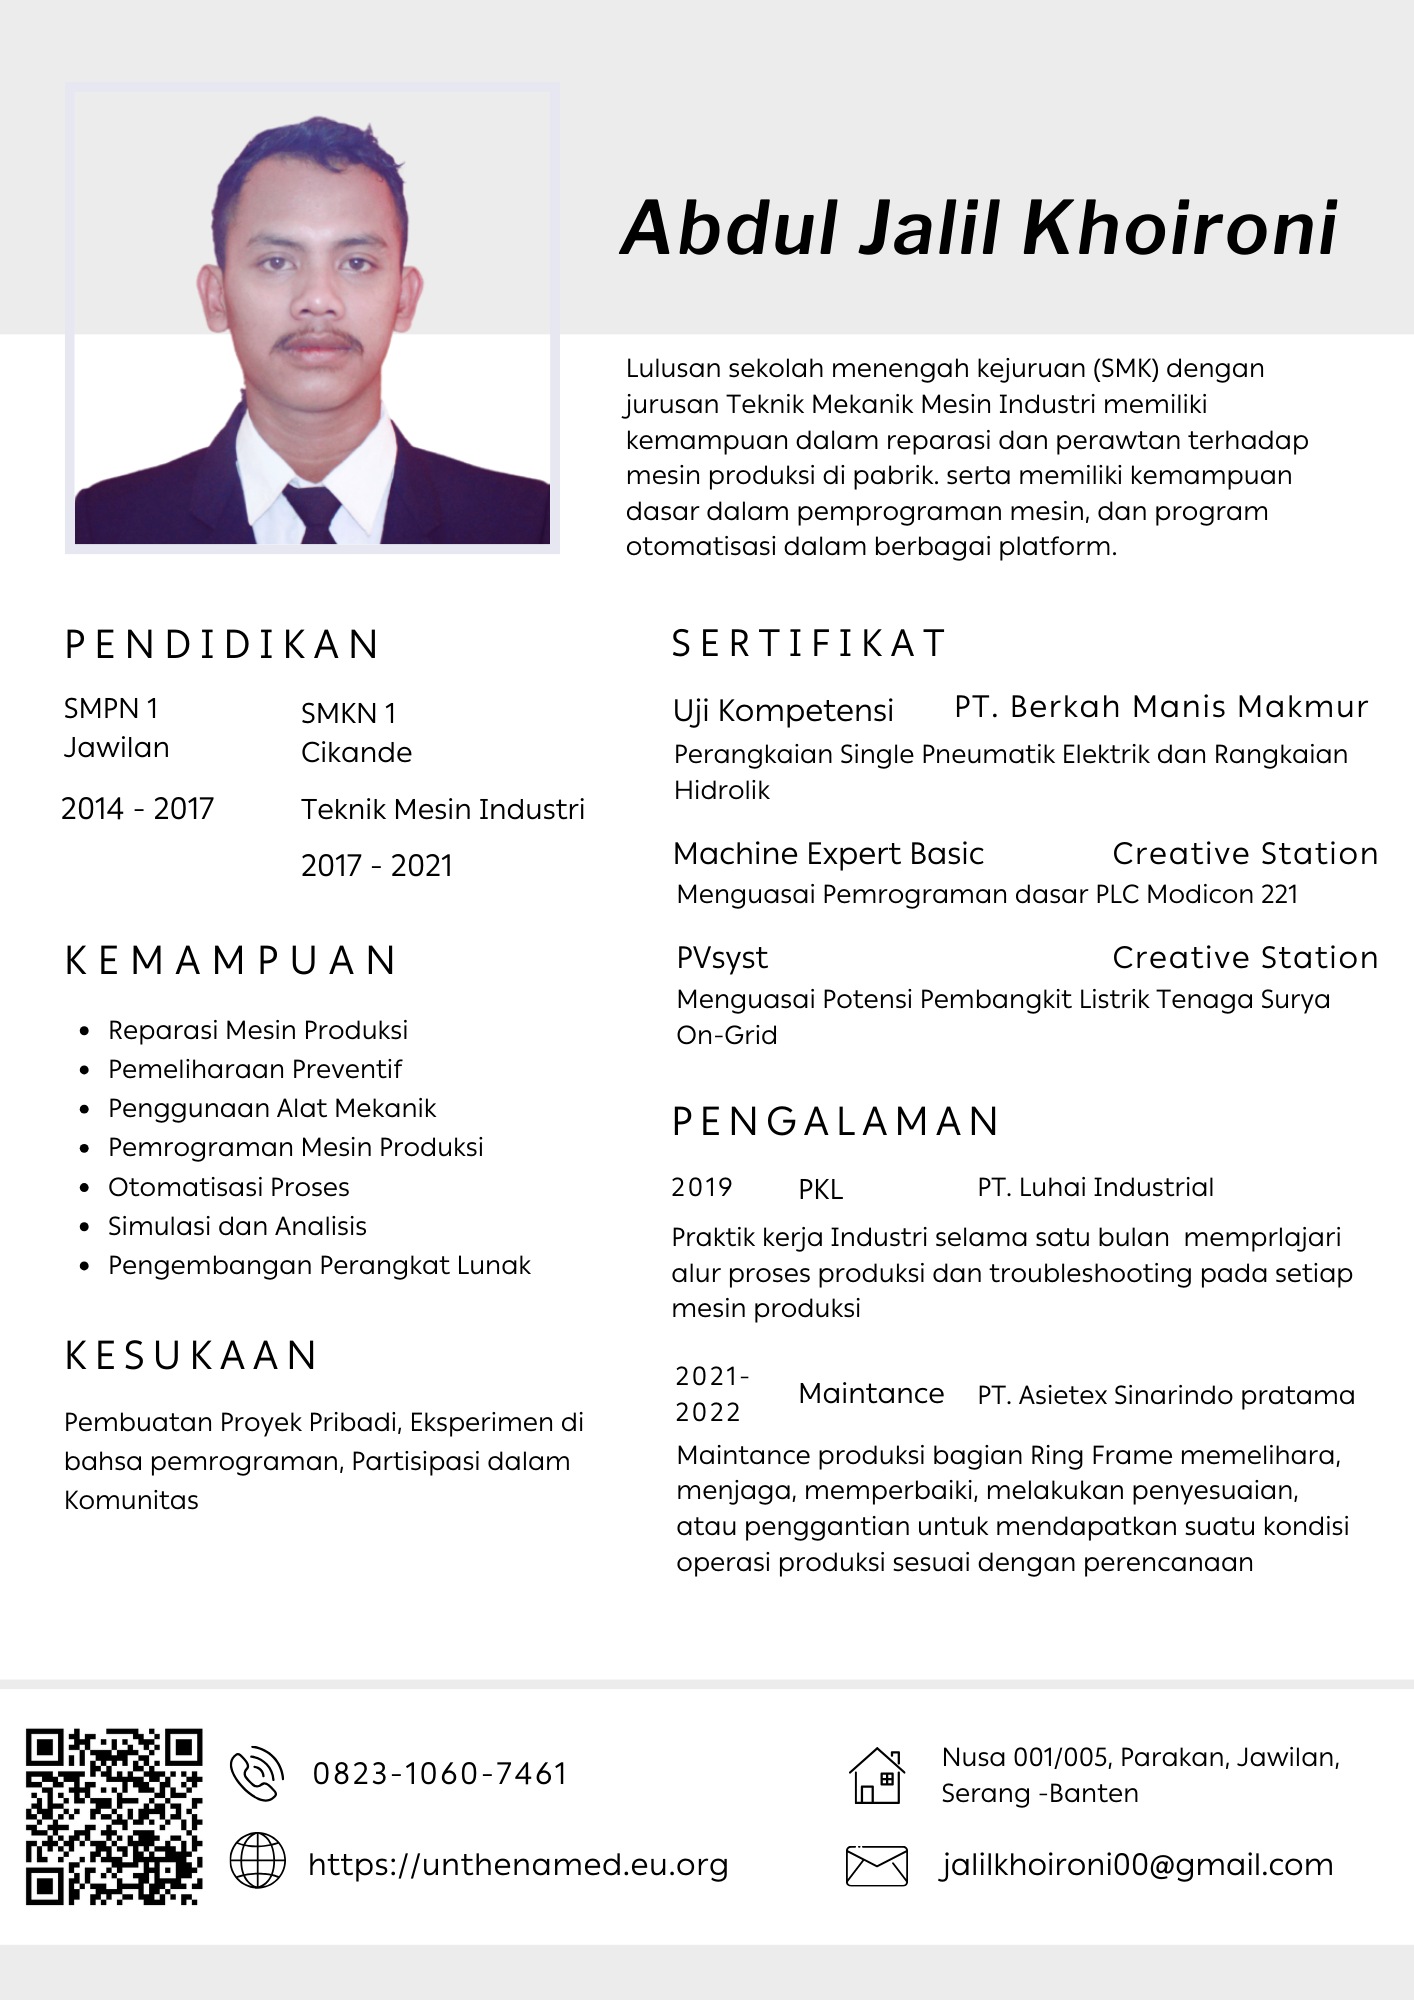 Abdul Jalil Khoironi
Lulusan sekolah menengah kejuruan (SMK) dengan
jurusan Teknik Mekanik Mesin Industri memiliki
kemampuan dalam reparasi dan perawtan terhadap
mesin produksi di pabrik. serta memiliki kemampuan
dasar dalam pemprograman mesin, dan program
otomatisasi dalam berbagai platform.
PENDIDIKAN
SMPN 1
Jawilan
2014 - 2017
SMKN 1
Cikande
Teknik Mesin Industri
2017 - 2021
KEMAMPUAN
• Reparasi Mesin Produksi
• Pemeliharaan Preventif
• Penggunaan Alat Mekanik
• Pemrograman Mesin Produksi
• Otomatisasi Proses
• Simulasi dan Analisis
• Pengembangan Perangkat Lunak
KESUKAAN
Pembuatan Proyek Pribadi, Eksperimen di
bahsa pemrograman, Partisipasi dalam
Komunitas
SERTIFIKAT
Uji Kompetensi PT. Berkah Manis Makmur
Perangkaian Single Pneumatik Elektrik dan Rangkaian
Hidrolik
Machine Expert Basic Creative Station
Menguasai Pemrograman dasar PLC Modicon 221
PVsyst Creative Station
Menguasai Potensi Pembangkit Listrik Tenaga Surya
On-Grid
PENGALAMAN
2019 PKL PT. Luhai Industrial
Praktik kerja Industri selama satu bulan  memprlajari
alur proses produksi dan troubleshooting pada setiap
mesin produksi
2021-
2022
Maintance PT. Asietex Sinarindo pratama
Maintance produksi bagian Ring Frame memelihara,
menjaga, memperbaiki, melakukan penyesuaian,
atau penggantian untuk mendapatkan suatu kondisi
operasi produksi sesuai dengan perencanaan
0823-1060-7461
https://unthenamed.eu.org
Nusa 001/005, Parakan, Jawilan,
Serang -Banten
jalilkhoironi00@gmail.com